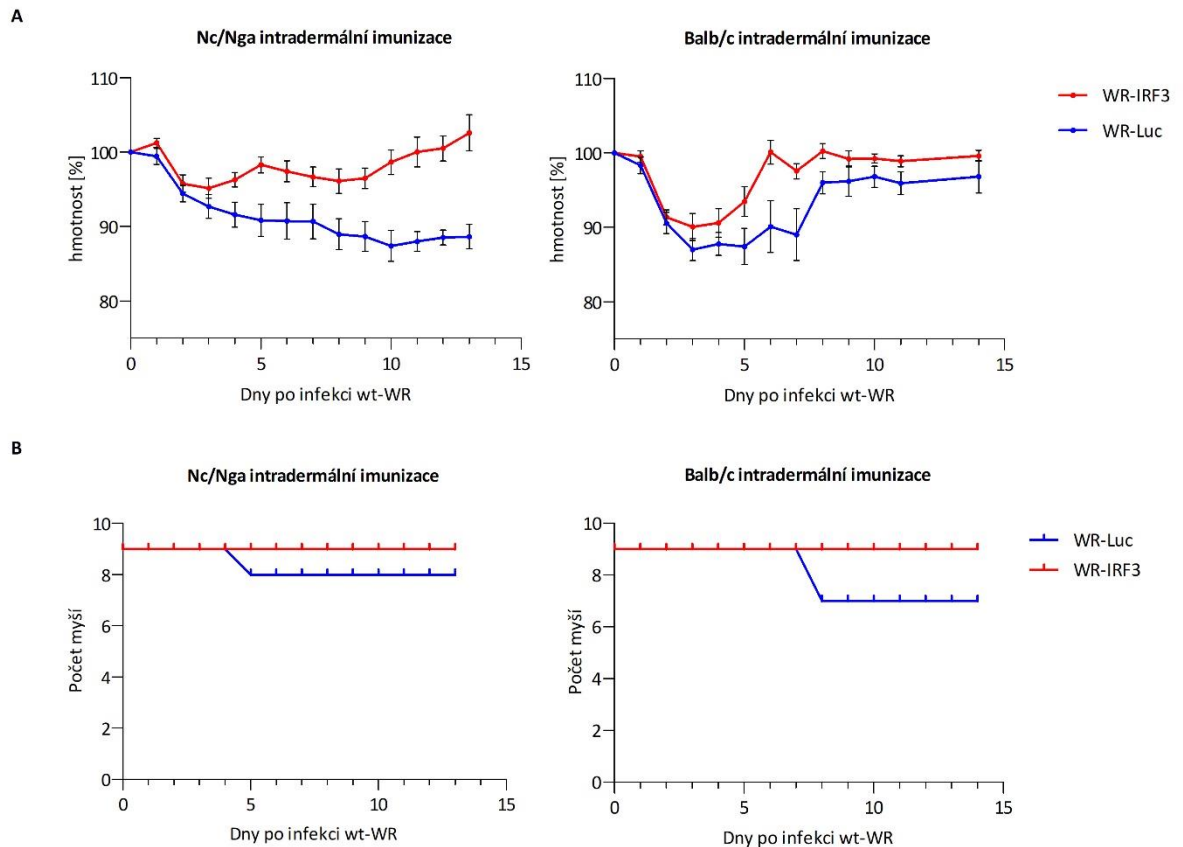 A
Nc/Nga intradermální imunizace
110
100
90
80
hmotnost [%]
0
5
10
15
Dny po infekci wt-WR
Balb/c intradermální imunizace
110
100
90
80
hmotnost [%]
0
5
10
15
Dny po infekci wt-WR
WR-IRF3
WR-Luc
B
Nc/Nga intradermální imunizace
10
8
6
4
2
0
Počet myší
0
5
10
15
Dny po infekci wt-WR
Balb/c intradermální imunizace
10
8
6
4
2
0
Počet myší
0
5
10
15
Dny po infekci wt-WR
WR-Luc
WR-IRF3